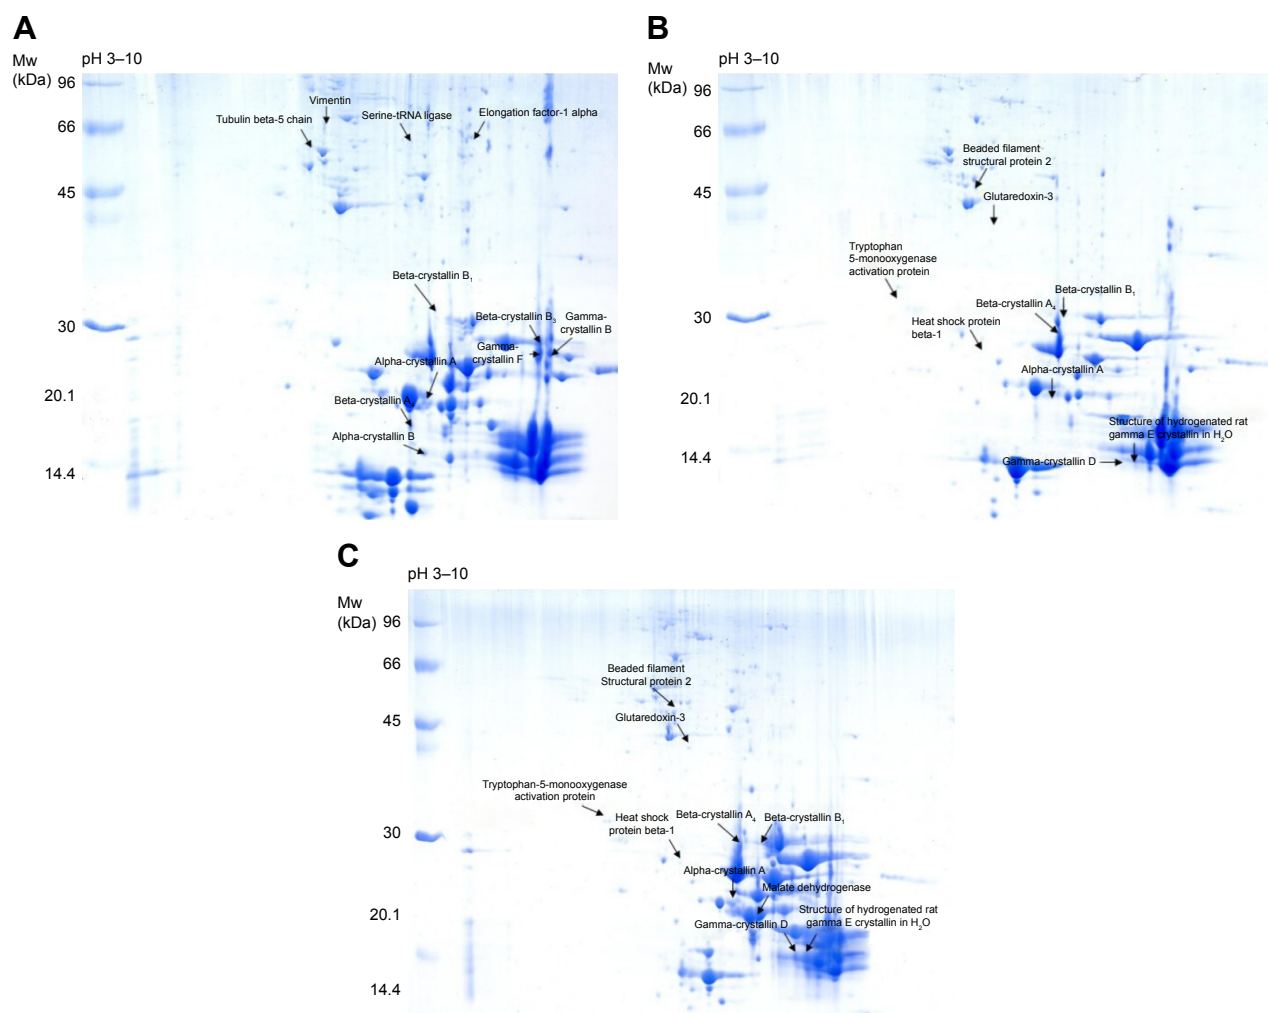 A
Mw
(kDa)
pH 3–10
96
66
45
30
20.1
14.4
Vimentin
Tubulin beta-5 chain
Serine-tRNA ligase
Elongation factor-1 alpha
Beta-crystallin B1
Beta-crystallin B3
Gamma-
crystallin B
Gamma-
crystallin F
Alpha-crystallin A
Beta-crystallin A
Alpha-crystallin B
B
Mw
(kDa)
pH 3–10
96
66
45
30
20.1
14.4
Beaded filament
structural protein 2
Glutaredoxin-3
Tryptophan
5-monooxygenase
activation protein
Beta-crystallin B1
Beta-crystallin A4
Heat shock protein
beta-1
Alpha-crystallin A
Structure of hydrogenated rat
gamma E crystallin in H2O
Gamma-crystallin D
C
Mw
(kDa)
pH 3–10
96
66
45
30
20.1
14.4
Beaded filament
Structural protein 2
Glutaredoxin-3
Tryptophan-5-monooxygenase
activation protein
Heat shock
protein beta-1
Beta-crystallin A4
Beta-crystallin B1
Alpha-crystallin A
Malate dehydrogenase
Gamma-crystallin D
Structure of hydrogenated rat
gamma E crystallin in H2O